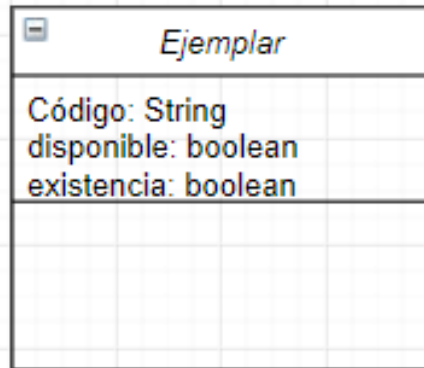 Ejemplar
Código: String
disponible: boolean
existencia: boolean